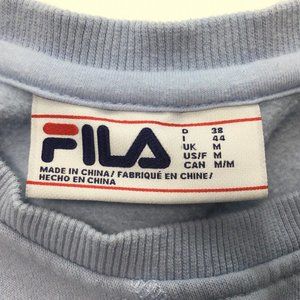 FILA
D 38
I 44
UK M
US/F M
CAN M/M
MADE IN CHINA / FABRIQUÉ EN CHINE /
HECHO EN CHINA